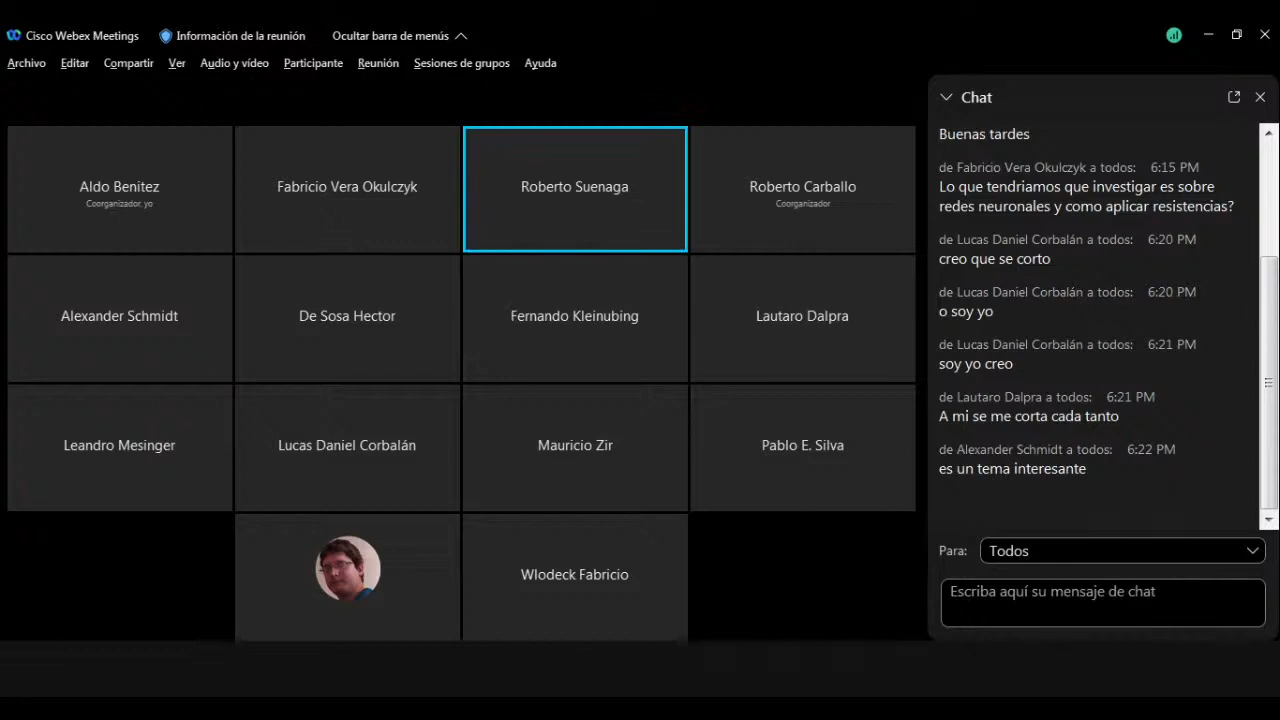 Cisco Webex Meetings
Información de la reunión
Ocultar barra de menús
Archivo Editar Compartir Ver Audio y vídeo Participante Reunión Sesiones de grupos Ayuda
Aldo Benitez
Coorganizador, yo
Fabricio Vera Okulczyk
Roberto Suenaga
Roberto Carballo
Coorganizador
Alexander Schmidt
De Sosa Hector
Fernando Kleinubing
Lautaro Dalpra
Leandro Mesinger
Lucas Daniel Corbalán
Mauricio Zir
Pablo E. Silva
Wlodeck Fabricio
Chat
Buenas tardes
de Fabricio Vera Okulczyk a todos: 6:15 PM
Lo que tendriamos que investigar es sobre
redes neuronales y como aplicar resistencias?
de Lucas Daniel Corbalán a todos: 6:20 PM
creo que se corto
de Lucas Daniel Corbalán a todos: 6:20 PM
o soy yo
de Lucas Daniel Corbalán a todos: 6:21 PM
soy yo creo
de Lautaro Dalpra a todos: 6:21 PM
A mi se me corta cada tanto
de Alexander Schmidt a todos: 6:22 PM
es un tema interesante
Para: Todos
Escriba aquí su mensaje de chat